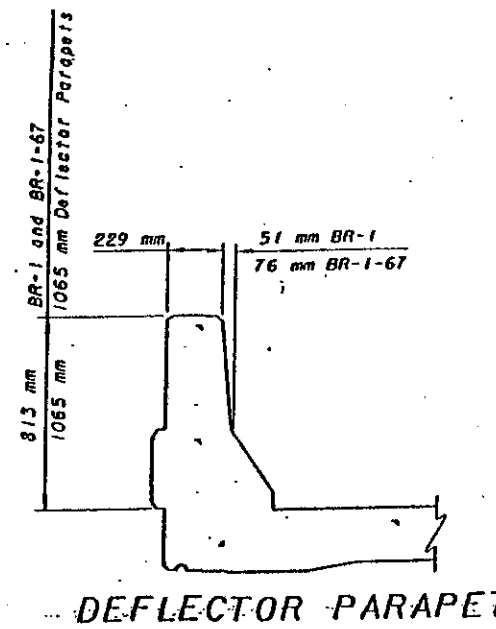 BR-1 and BR-1-67
1065 mm Deflector Parapets
229 mm
51 mm BR-1
76 mm BR-1-67
813 mm
1065 mm
DEFLECTOR PARAPET